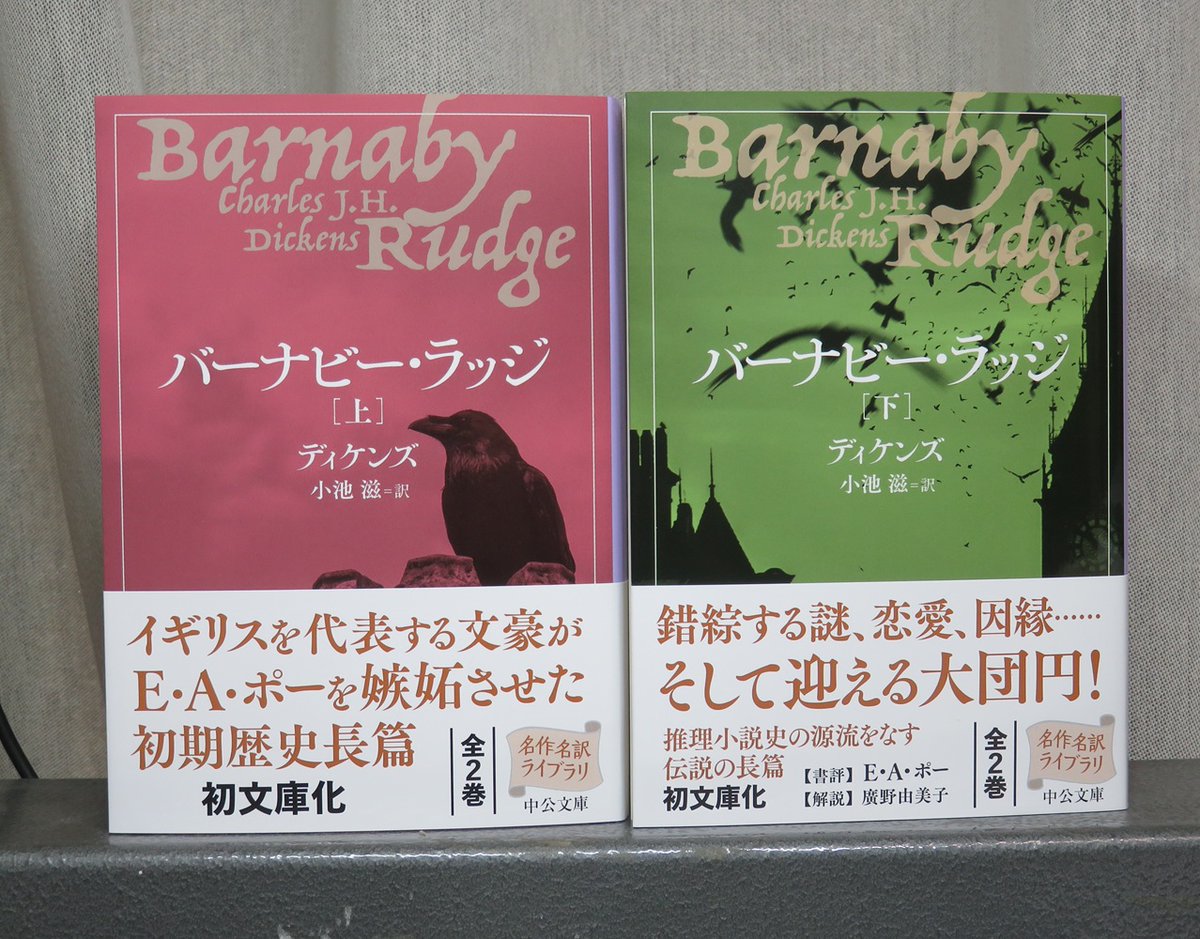 Barnaby
Charles J.H.
Dickens Rudge
バーナビー・ラッジ
［上］
ディケンズ
小池 滋＝訳
イギリスを代表する文豪が
E・A・ポーを嫉妬させた
初期歴史長篇
初文庫化
全2巻
名作名訳
ライブラリ
中公文庫
Barnaby
Charles J.H.
Dickens Rudge
バーナビー・ラッジ
［下］
ディケンズ
小池 滋＝訳
錯綜する謎、恋愛、因縁……
そして迎える大団円！
推理小説史の源流をなす
伝説の長篇
初文庫化
【書評】E・A・ポー
【解説】廣野由美子
全2巻
名作名訳
ライブラリ
中公文庫